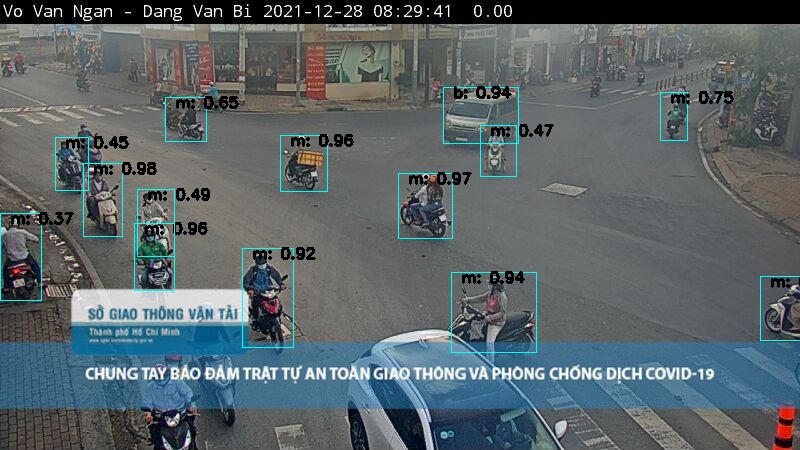 Vo Van Ngan - Dang Van Bi 2021-12-28 08:29:41 0.00
b: 0.94
m: 0.65
m: 0.75
m: 0.47
m: 0.45
m: 0.96
m: 0.98
m: 0.97
m: 0.49
m: 0.37
m: 0.96
m: 0.92
m: 0.94
m:
SỞ GIAO THÔNG VẬN TẢI
Thành phố Hồ Chí Minh
CHUNG TAY BẢO ĐẢM TRẬT TỰ AN TOÀN GIAO THÔNG VÀ PHÒNG CHỐNG DỊCH COVID-19